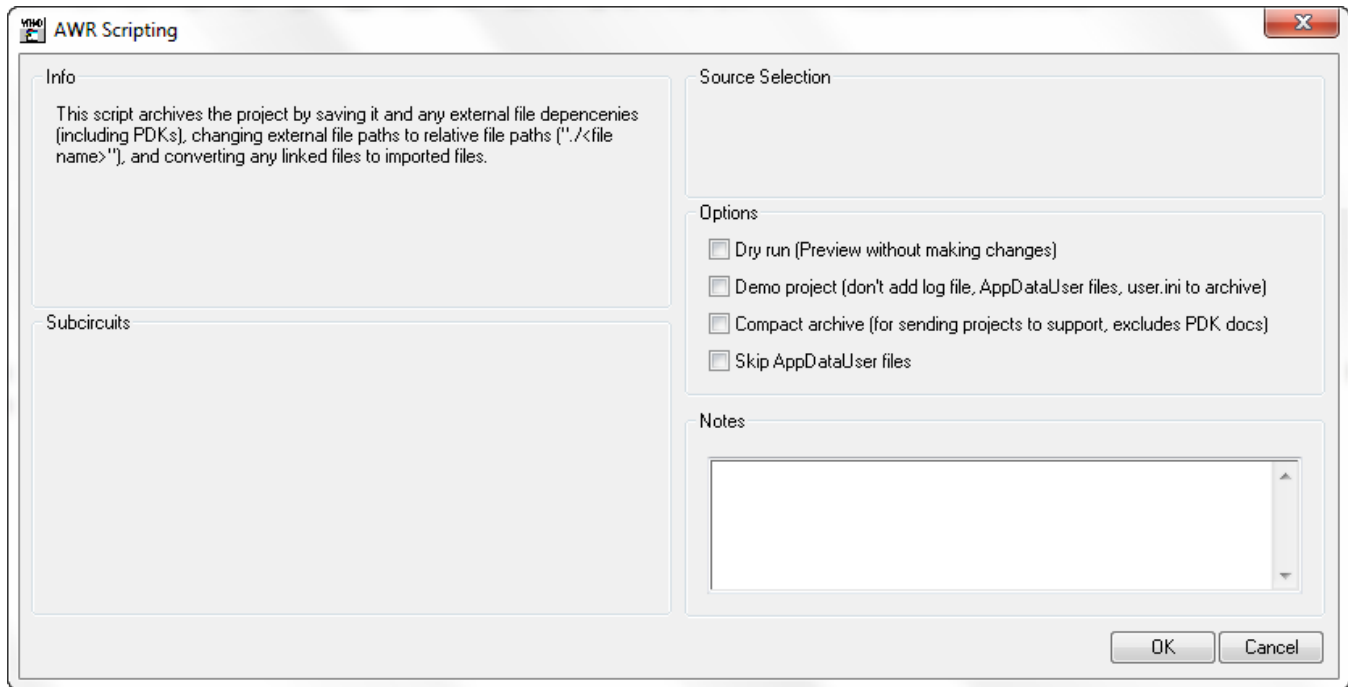 AWR Scripting
Info
This script archives the project by saving it and any external file depencenies
(including PDKs), changing external file paths to relative file paths ("./<file
name>"), and converting any linked files to imported files.
Subcircuits
Source Selection
Options
Dry run (Preview without making changes)
Demo project (don't add log file, AppDataUser files, user.ini to archive)
Compact archive (for sending projects to support, excludes PDK docs)
Skip AppDataUser files
Notes
OK
Cancel